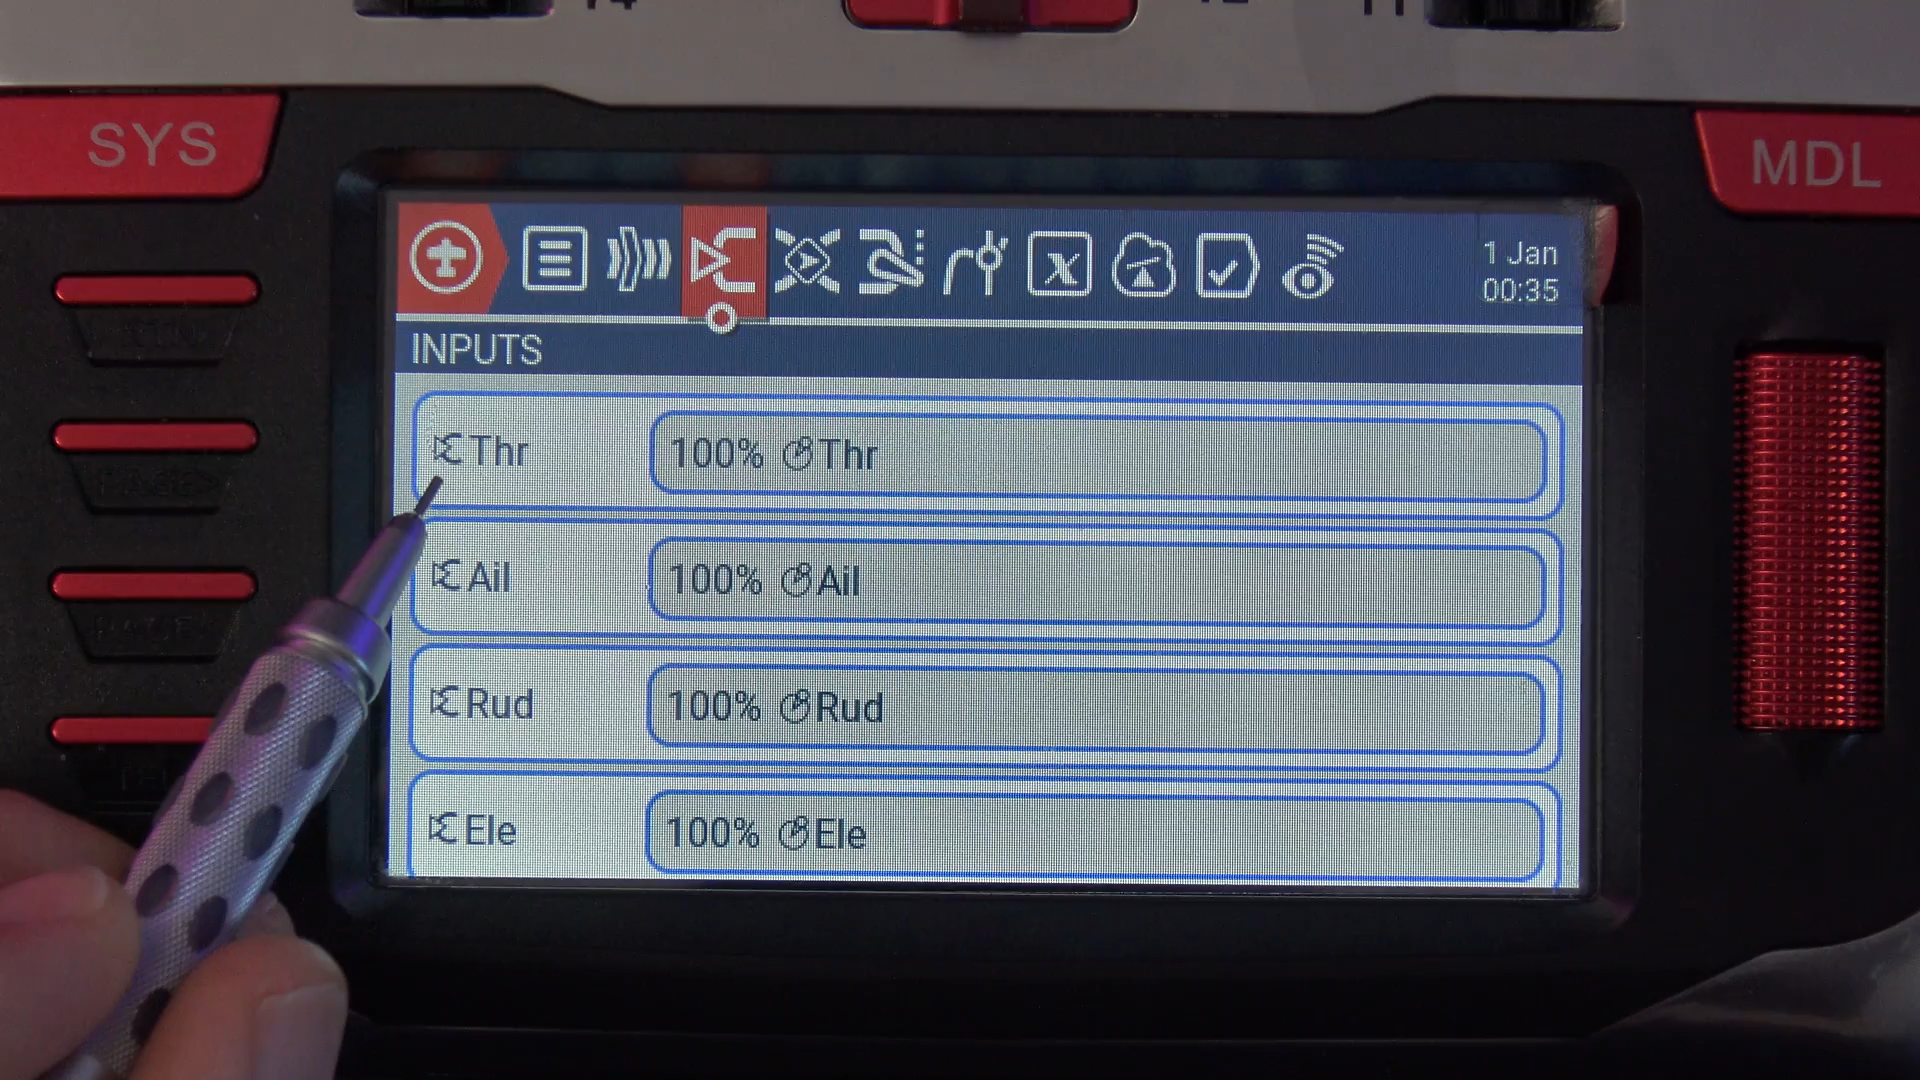 SYS
MDL
1 Jan
00:35
INPUTS
Thr 100% Thr
Ail 100% Ail
Rud 100% Rud
Ele 100% Ele